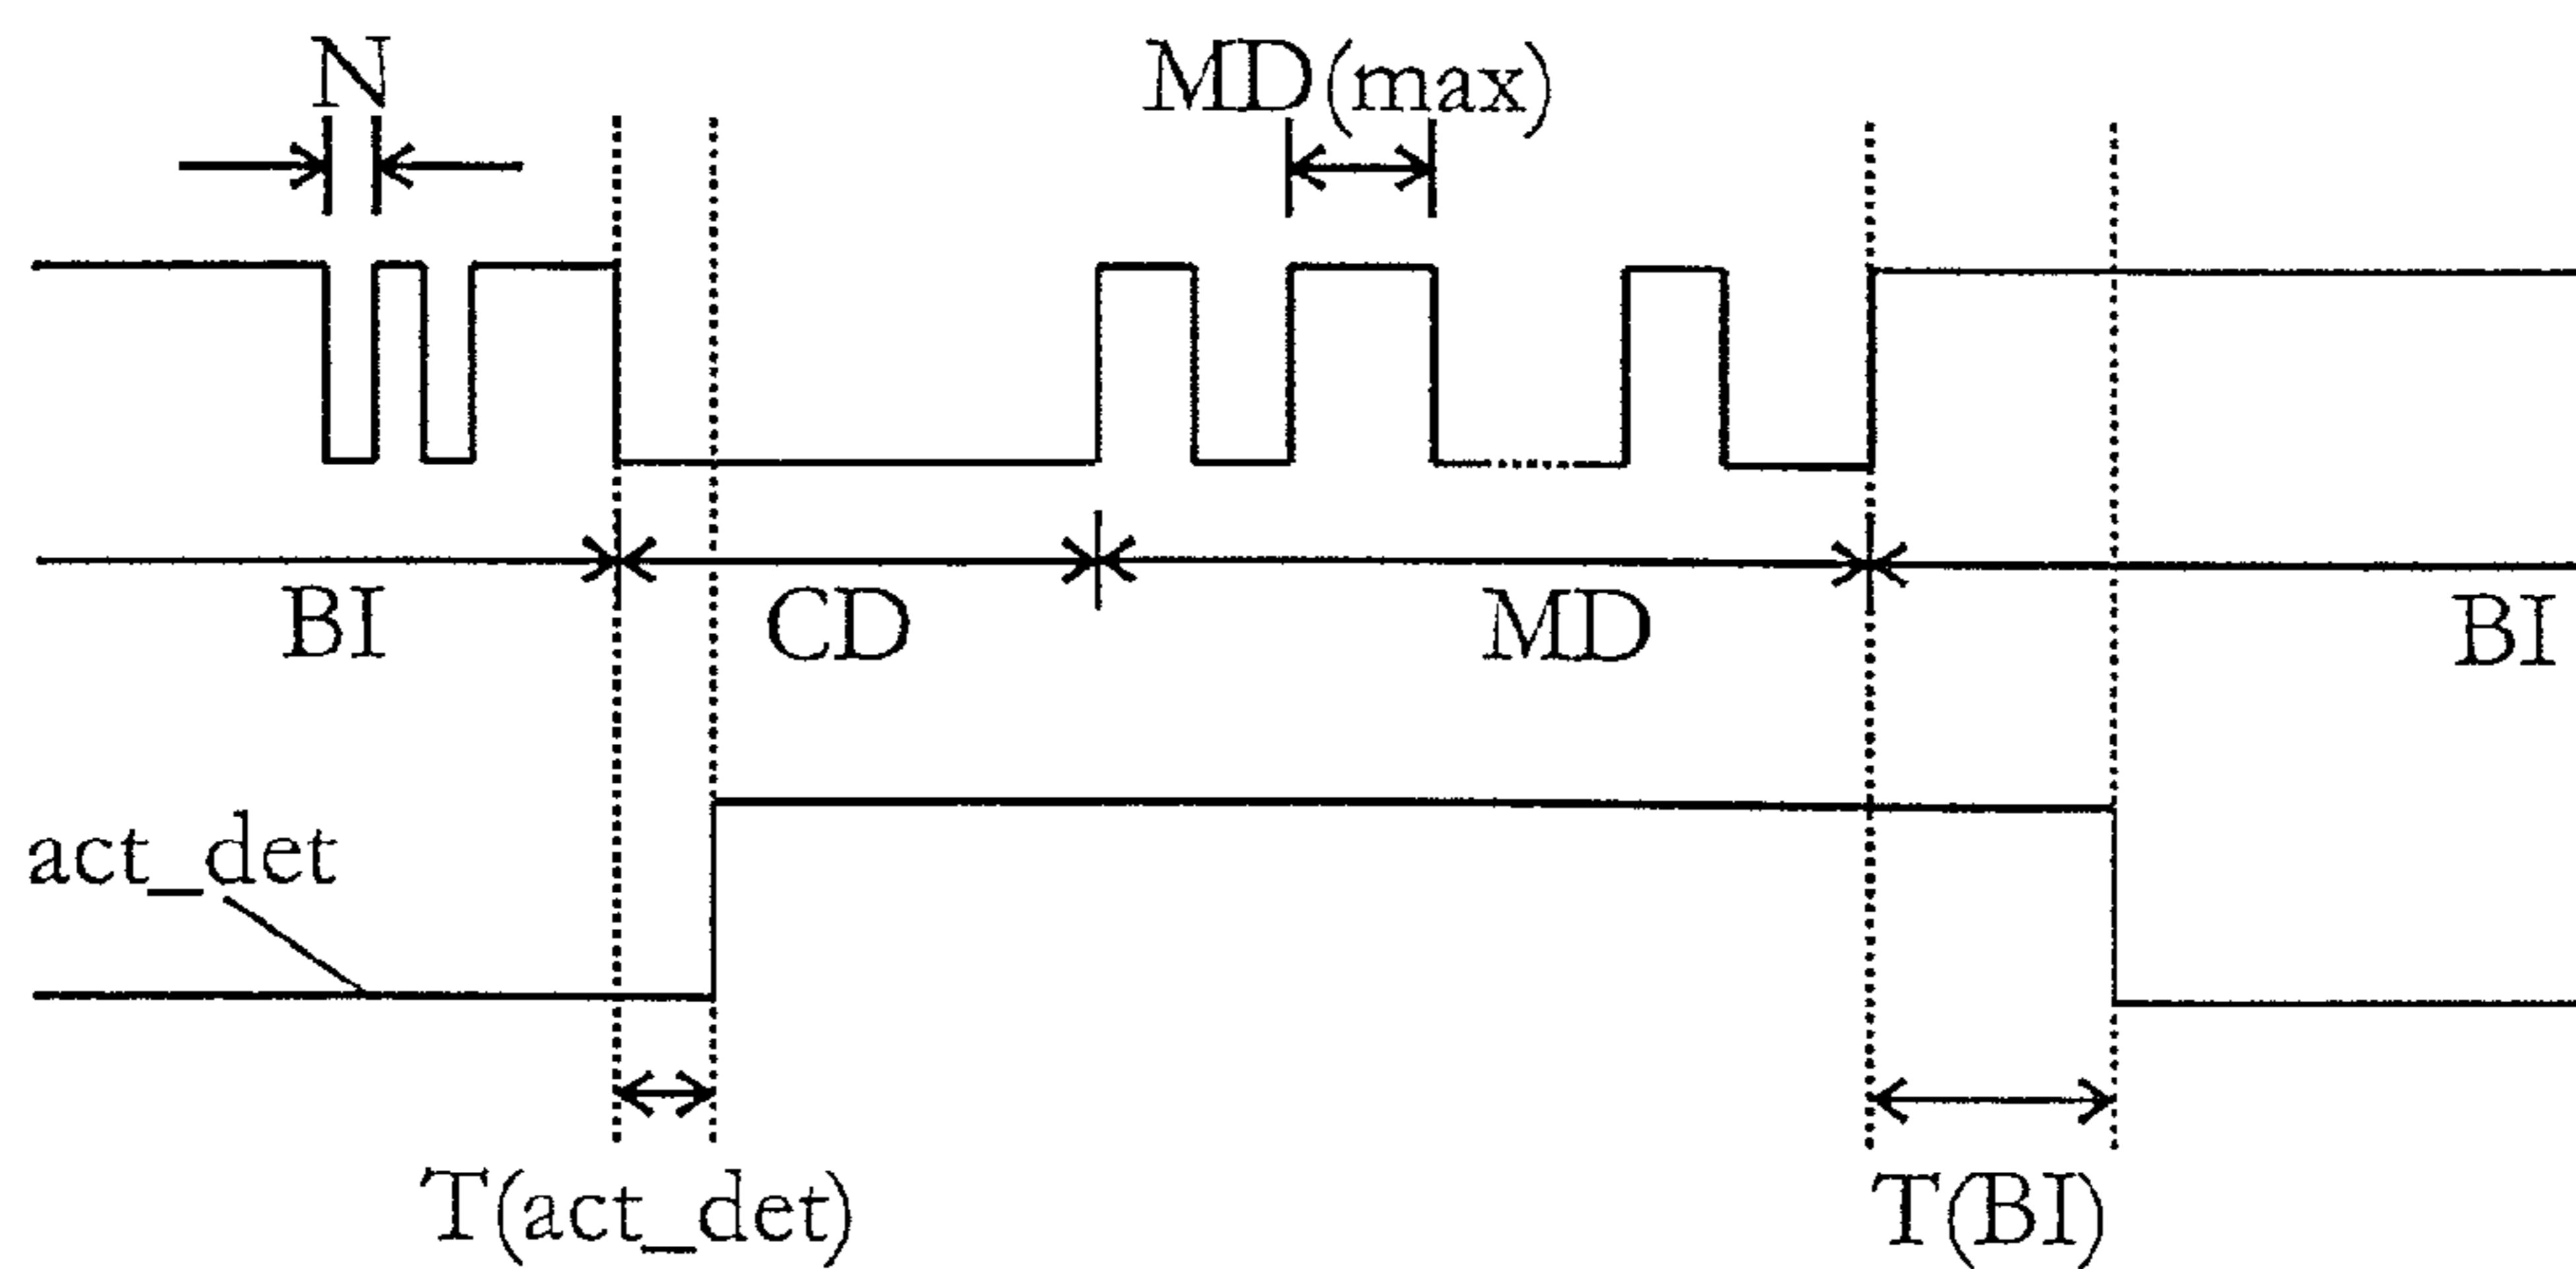 N
MD(max)
BI
CD
MD
BI
act_det
T(act_det)
T(BI)